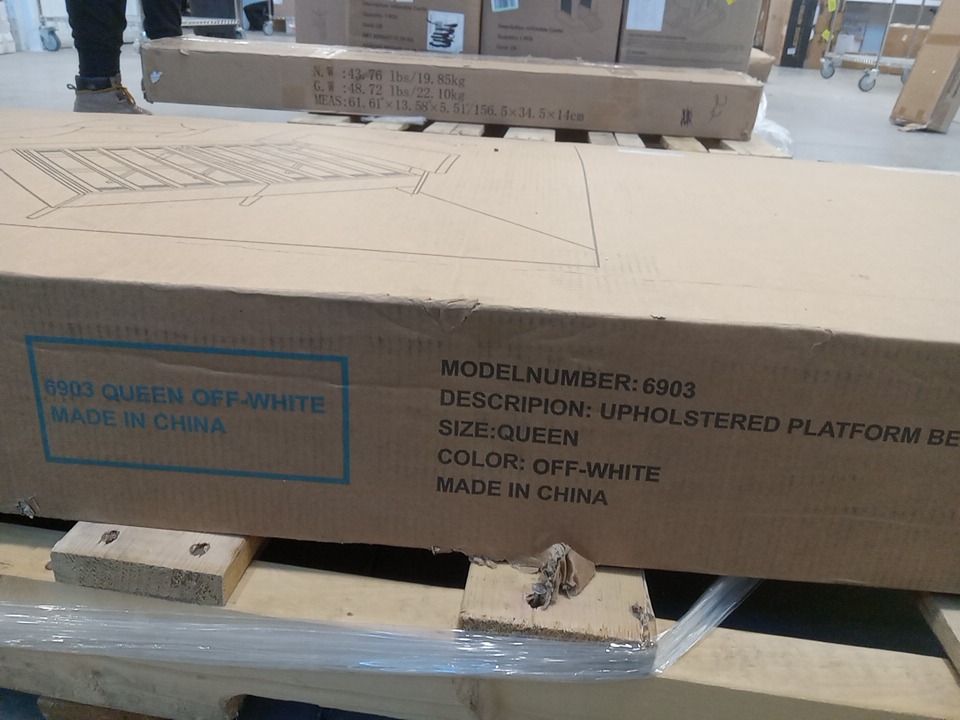 N.W :43.76 lbs/19.85kg
G.W :48.72 lbs/22.10kg
MEAS:61.61"×13.58"×5.51"/156.5×34.5×14cm
6903 QUEEN OFF-WHITE
MADE IN CHINA
MODELNUMBER: 6903
DESCRIPION: UPHOLSTERED PLATFORM BE
SIZE:QUEEN
COLOR: OFF-WHITE
MADE IN CHINA